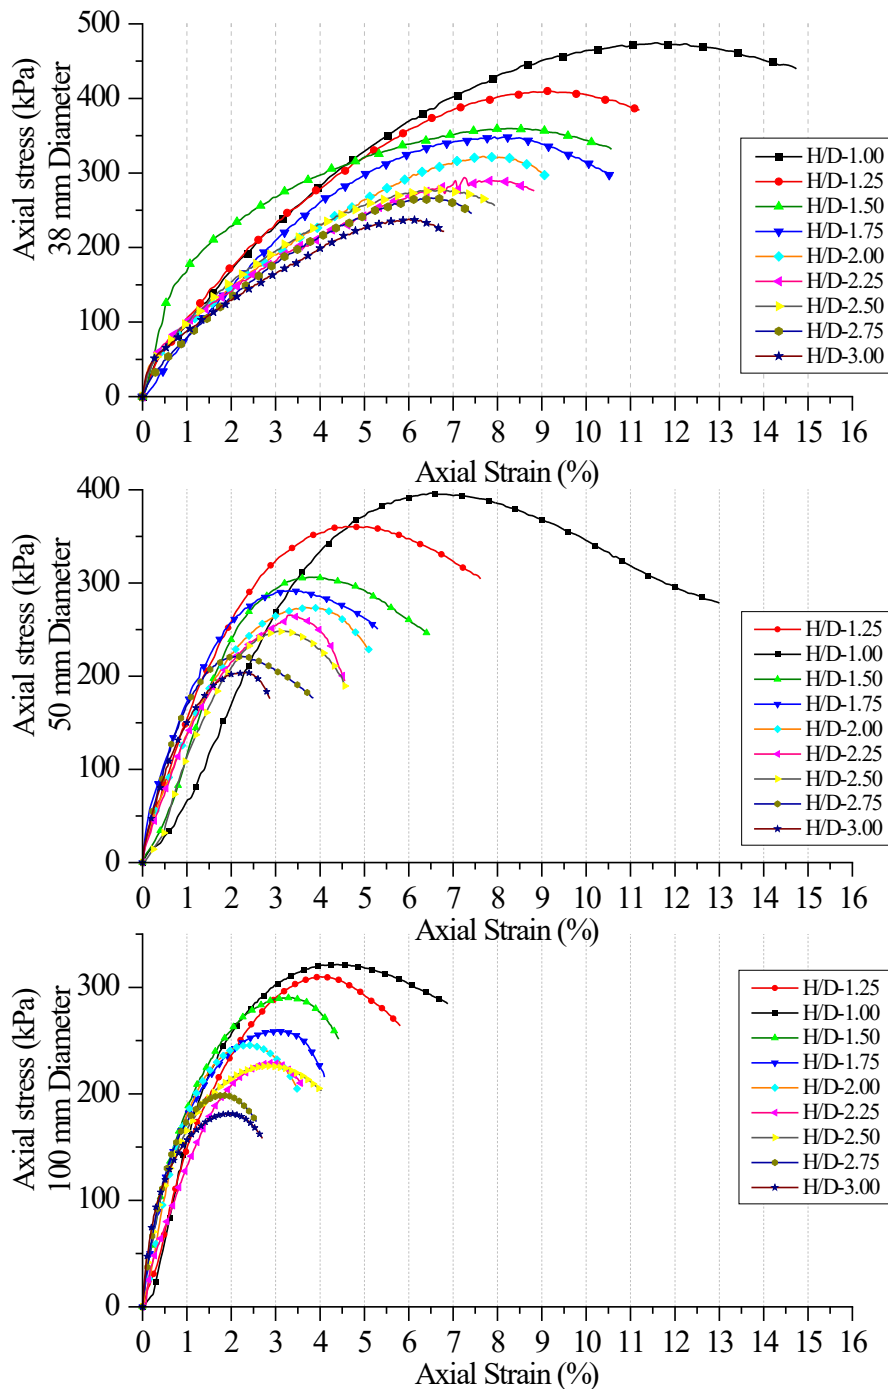 Axial stress (kPa)
38 mm Diameter
500
400
300
200
100
0
H/D-1.00
H/D-1.25
H/D-1.50
H/D-1.75
H/D-2.00
H/D-2.25
H/D-2.50
H/D-2.75
H/D-3.00
0 1 2 3 4 5 6 7 8 9 10 11 12 13 14 15 16
Axial Strain (%)
Axial stress (kPa)
50 mm Diameter
400
300
200
100
0
H/D-1.25
H/D-1.00
H/D-1.50
H/D-1.75
H/D-2.00
H/D-2.25
H/D-2.50
H/D-2.75
H/D-3.00
0 1 2 3 4 5 6 7 8 9 10 11 12 13 14 15 16
Axial Strain (%)
Axial stress (kPa)
100 mm Diameter
300
200
100
0
H/D-1.25
H/D-1.00
H/D-1.50
H/D-1.75
H/D-2.00
H/D-2.25
H/D-2.50
H/D-2.75
H/D-3.00
0 1 2 3 4 5 6 7 8 9 10 11 12 13 14 15 16
Axial Strain (%)